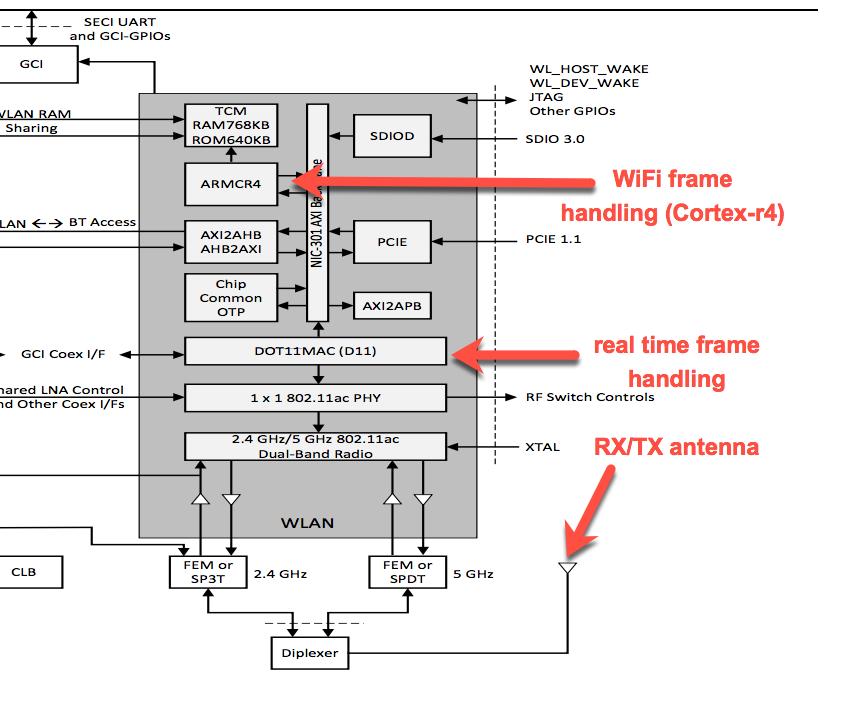 SECI UART
and GCI-GPIOs
GCI
WL_HOST_WAKE
WL_DEV_WAKE
JTAG
Other GPIOs
WLAN RAM
Sharing
TCM
RAM768KB
ROM640KB
SDIOD
SDIO 3.0
ARMCR4
NIC-301 AXI Backplane
WiFi frame
handling (Cortex-r4)
LAN <-> BT Access
AXI2AHB
AHB2AXI
PCIE
PCIE 1.1
Chip
Common
OTP
AXI2APB
GCI Coex I/F
DOT11MAC (D11)
real time frame
handling
hared LNA Control
nd Other Coex I/Fs
1 x 1 802.11ac PHY
RF Switch Controls
2.4 GHz/5 GHz 802.11ac
Dual-Band Radio
XTAL
RX/TX antenna
WLAN
CLB
FEM or
SP3T
2.4 GHz
FEM or
SPDT
5 GHz
Diplexer